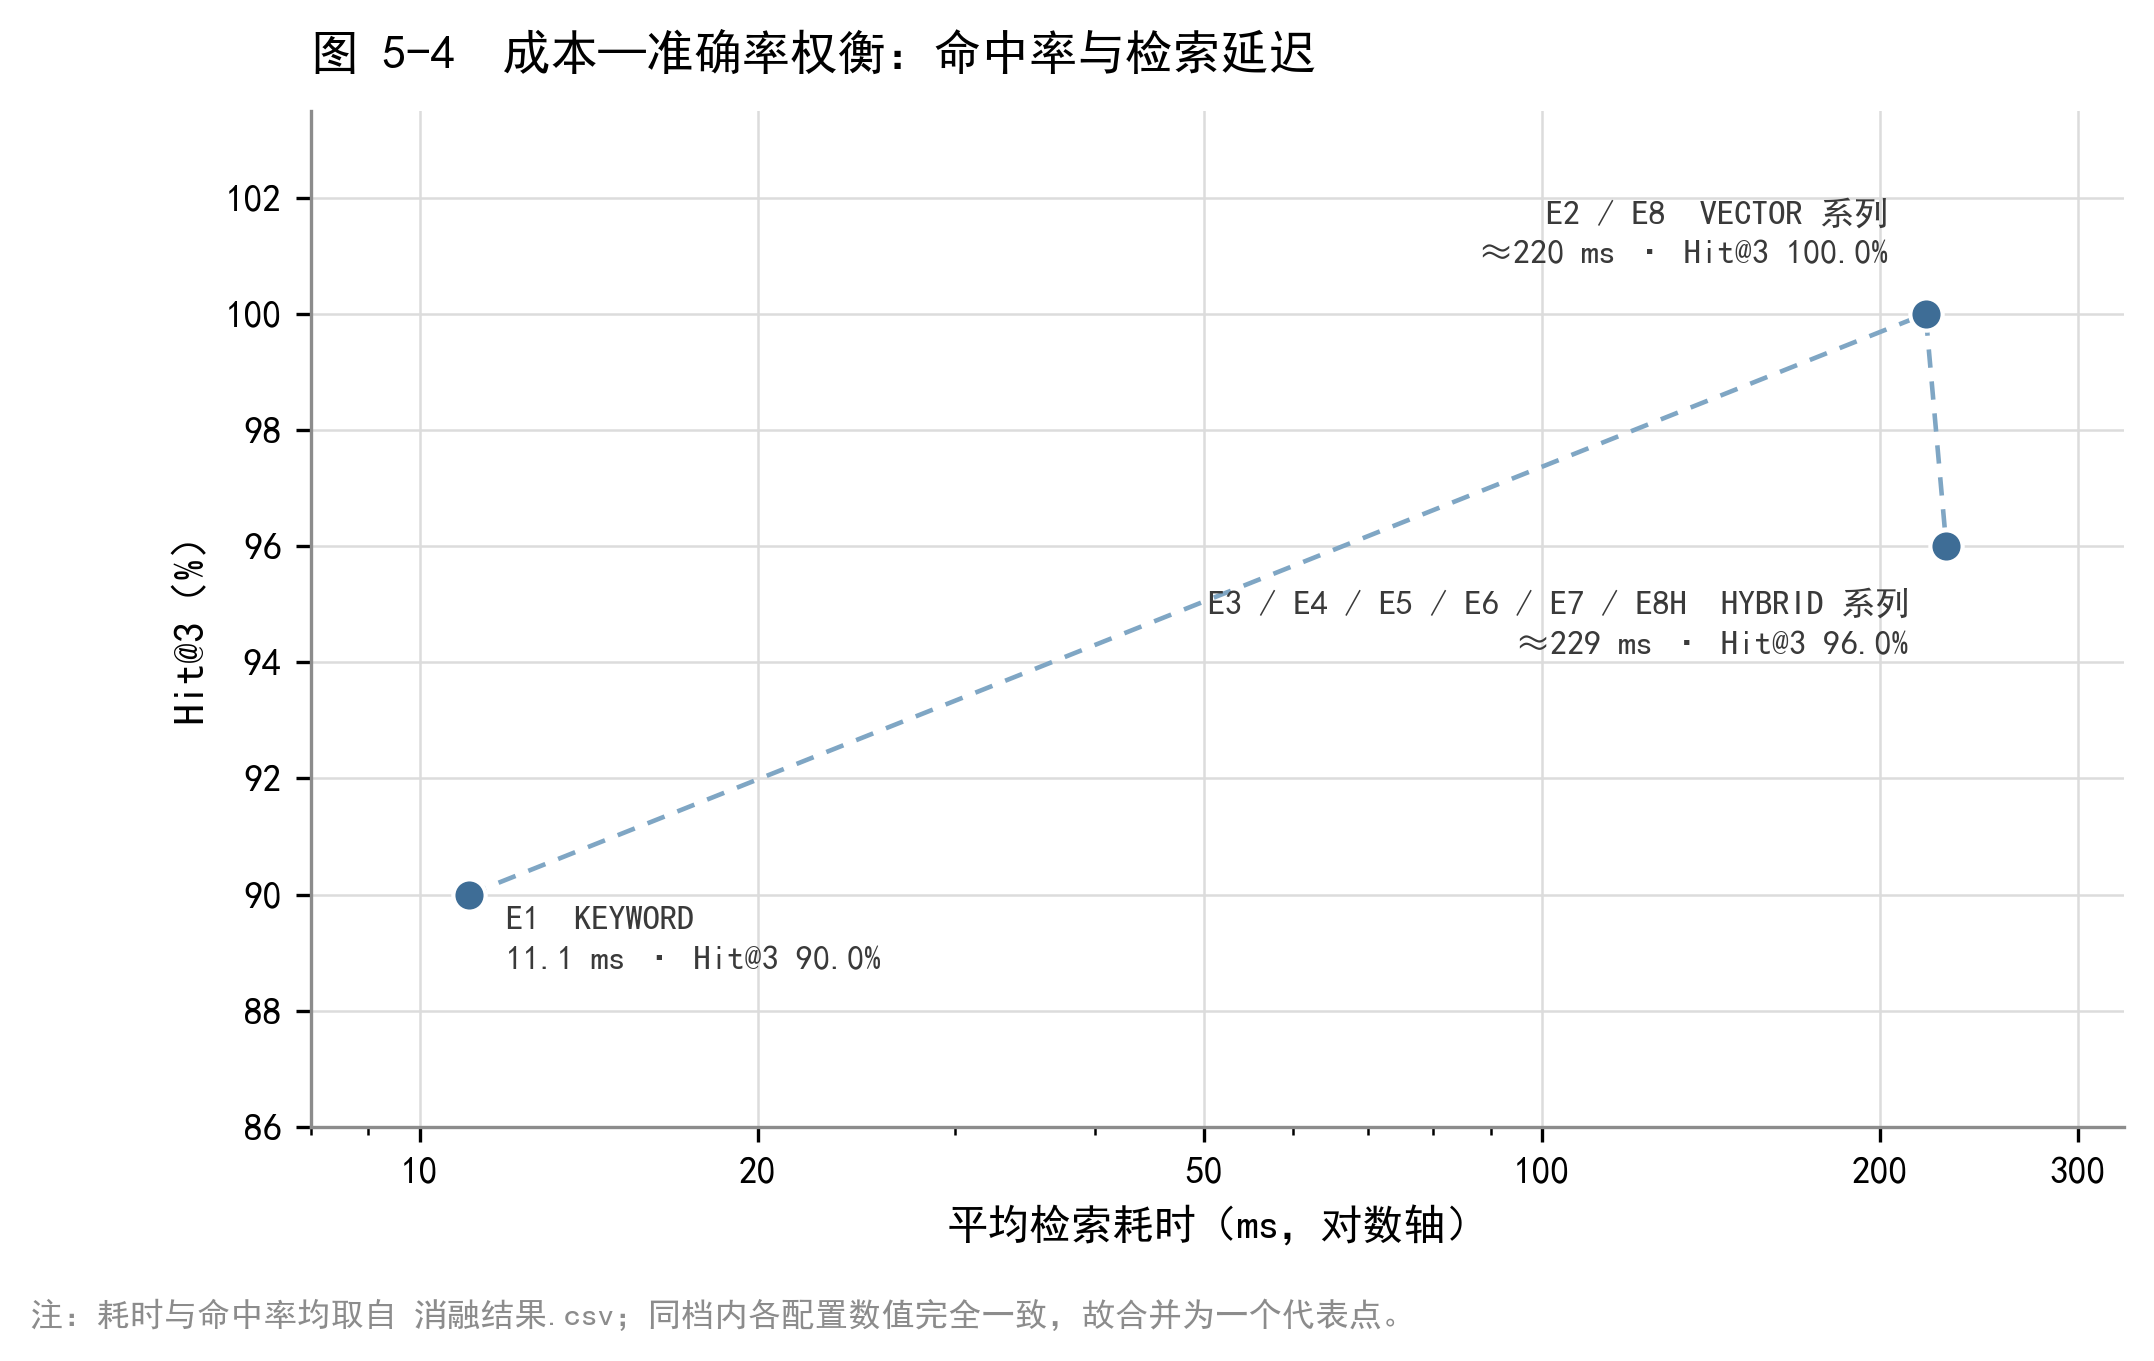 图 5-4  成本—准确率权衡：命中率与检索延迟
102
100
98
96
94
92
90
88
86
Hit@3 (%)
E2 / E8  VECTOR 系列
≈220 ms · Hit@3 100.0%
E3 / E4 / E5 / E6 / E7 / E8H  HYBRID 系列
≈229 ms · Hit@3 96.0%
E1  KEYWORD
11.1 ms · Hit@3 90.0%
10 20 50 100 200 300
平均检索耗时（ms，对数轴）
注：耗时与命中率均取自 消融结果.csv；同档内各配置数值完全一致，故合并为一个代表点。